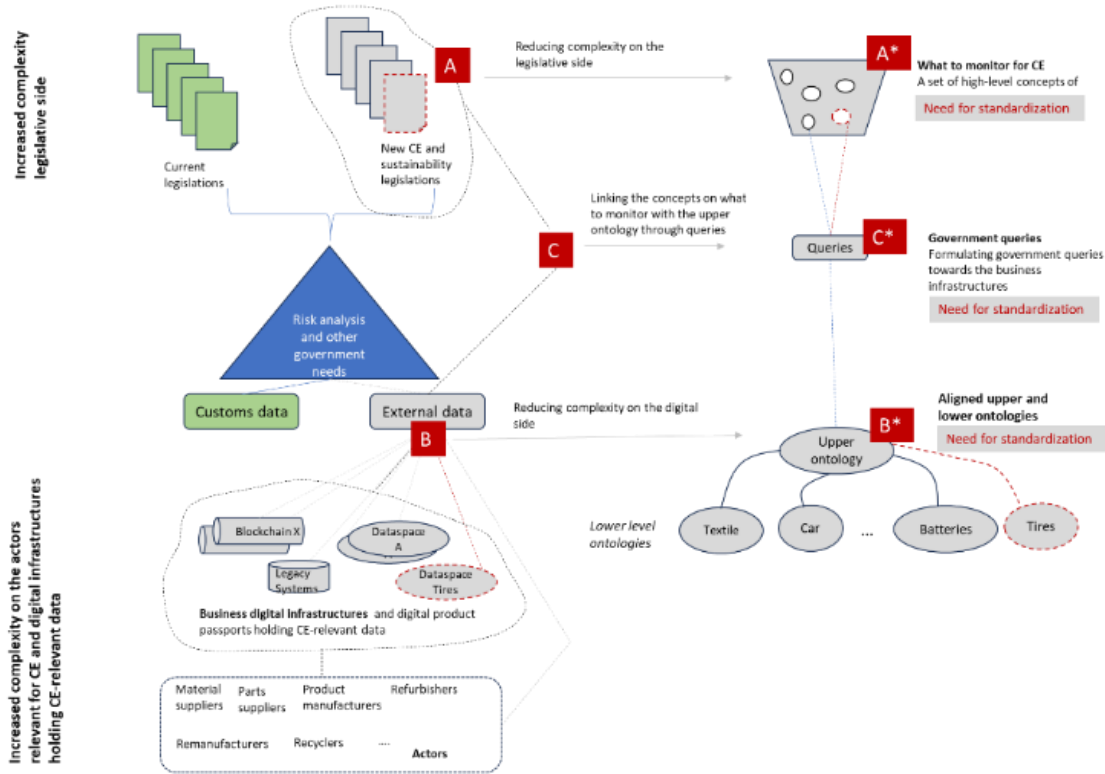 Increased complexity
legislative side
Current
legislations
New CE and
sustainability
legislations
A
Reducing complexity on the
legislative side
A*
What to monitor for CE
A set of high-level concepts of
Need for standardization
C
Linking the concepts on what
to monitor with the upper
ontology through queries
Queries
C*
Government queries
Formulating government queries
towards the business
infrastructures
Need for standardization
Risk analysis
and other
government
needs
Customs data
External data
B
Reducing complexity on the digital
side
B*
Aligned upper and
lower ontologies
Need for standardization
Upper
ontology
Lower level
ontologies
Textile
Car
...
Batteries
Tires
Increased complexity on the actors
relevant for CE and digital infrastructures
holding CE-relevant data
Blockchain X
Dataspace
A
Legacy
Systems
Dataspace
Tires
Business digital infrastructures and digital product
passports holding CE-relevant data
Material
suppliers
Parts
suppliers
Product
manufacturers
Refurbishers
Remanufacturers
Recyclers
....
Actors